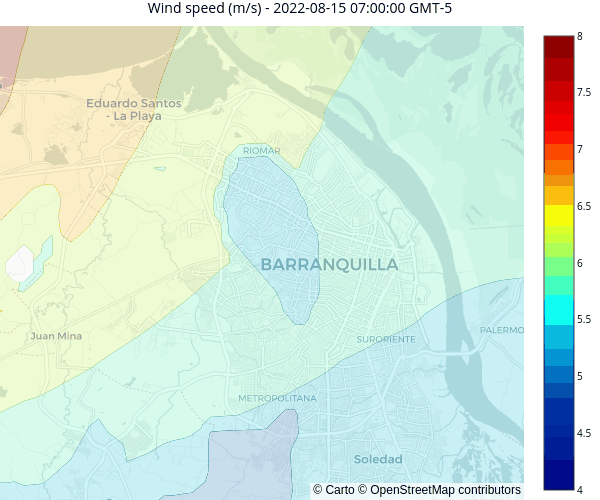 Wind speed (m/s) - 2022-08-15 07:00:00 GMT-5
Eduardo Santos
- La Playa
RIOMAR
BARRANQUILLA
Juan Mina
SURORIENTE
PALERMO
METROPOLITANA
Soledad
© Carto © OpenStreetMap contributors
8
7.5
7
6.5
6
5.5
5
4.5
4